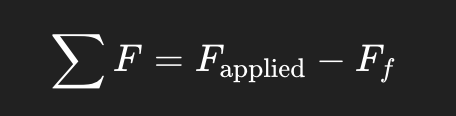 ∑ F = F_applied − F_f